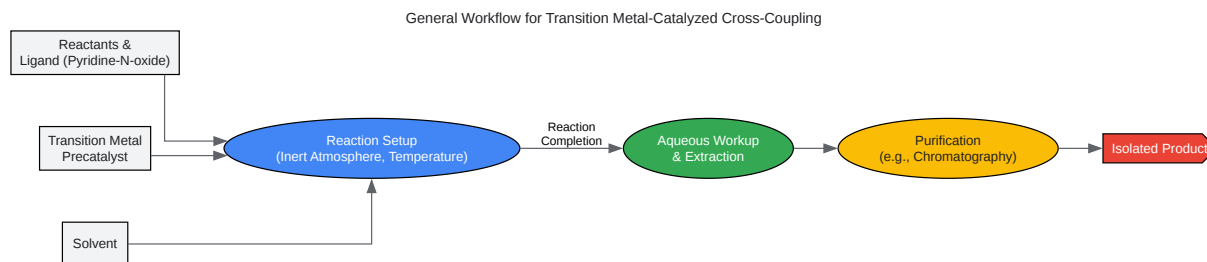 General Workflow for Transition Metal-Catalyzed Cross-Coupling
Reactants &
Ligand (Pyridine-N-oxide)
Transition Metal
Precatalyst
Solvent
Reaction Setup
(Inert Atmosphere, Temperature)
Reaction
Completion
Aqueous Workup
& Extraction
Purification
(e.g., Chromatography)
Isolated Product